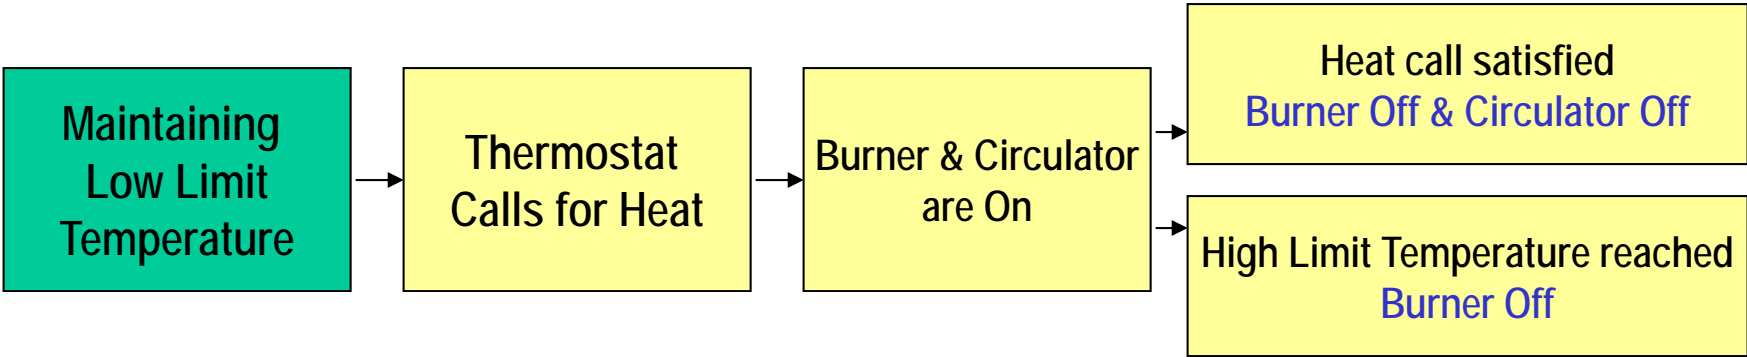 Maintaining
Low Limit
Temperature
Thermostat
Calls for Heat
Burner & Circulator
are On
Heat call satisfied
Burner Off & Circulator Off
High Limit Temperature reached
Burner Off